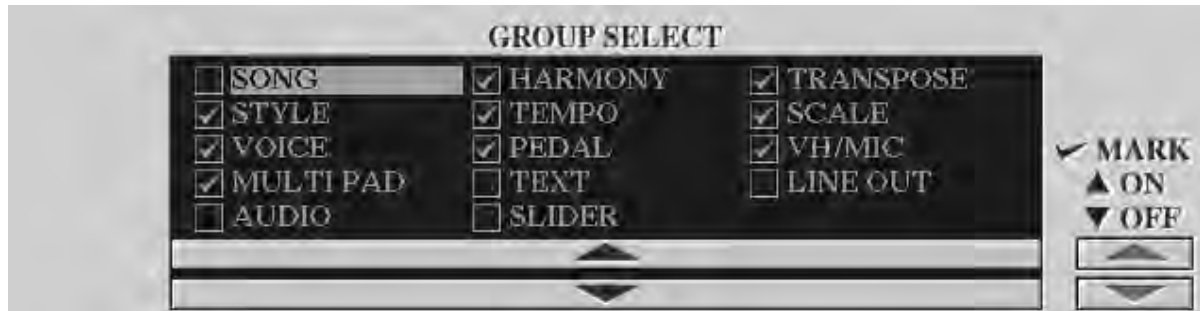 GROUP SELECT
SONG
STYLE
VOICE
MULTI PAD
AUDIO
HARMONY
TEMPO
PEDAL
TEXT
SLIDER
TRANSPOSE
SCALE
VH/MIC
LINE OUT
MARK
ON
OFF